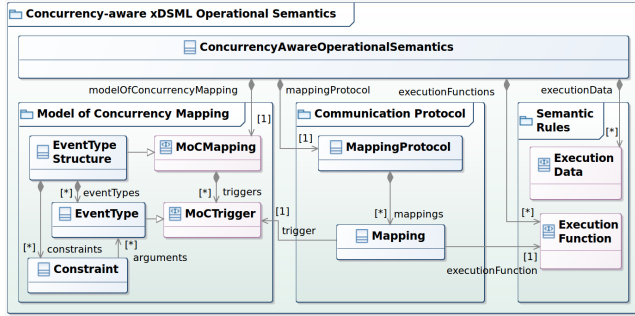 Concurrency-aware xDSML Operational Semantics
ConcurrencyAwareOperationalSemantics
modelOfConcurrencyMapping
mappingProtocol
executionFunctions
executionData
[1]
[1]
[*]
Model of Concurrency Mapping
Communication Protocol
Semantic
Rules
EventType
Structure
MoCMapping
MappingProtocol
Execution
Data
[*]
eventTypes
[*]
triggers
[*]
mappings
[*]
EventType
MoCTrigger
[1]
trigger
Mapping
Execution
Function
[*]
constraints
[*]
arguments
[1]
executionFunction
Constraint